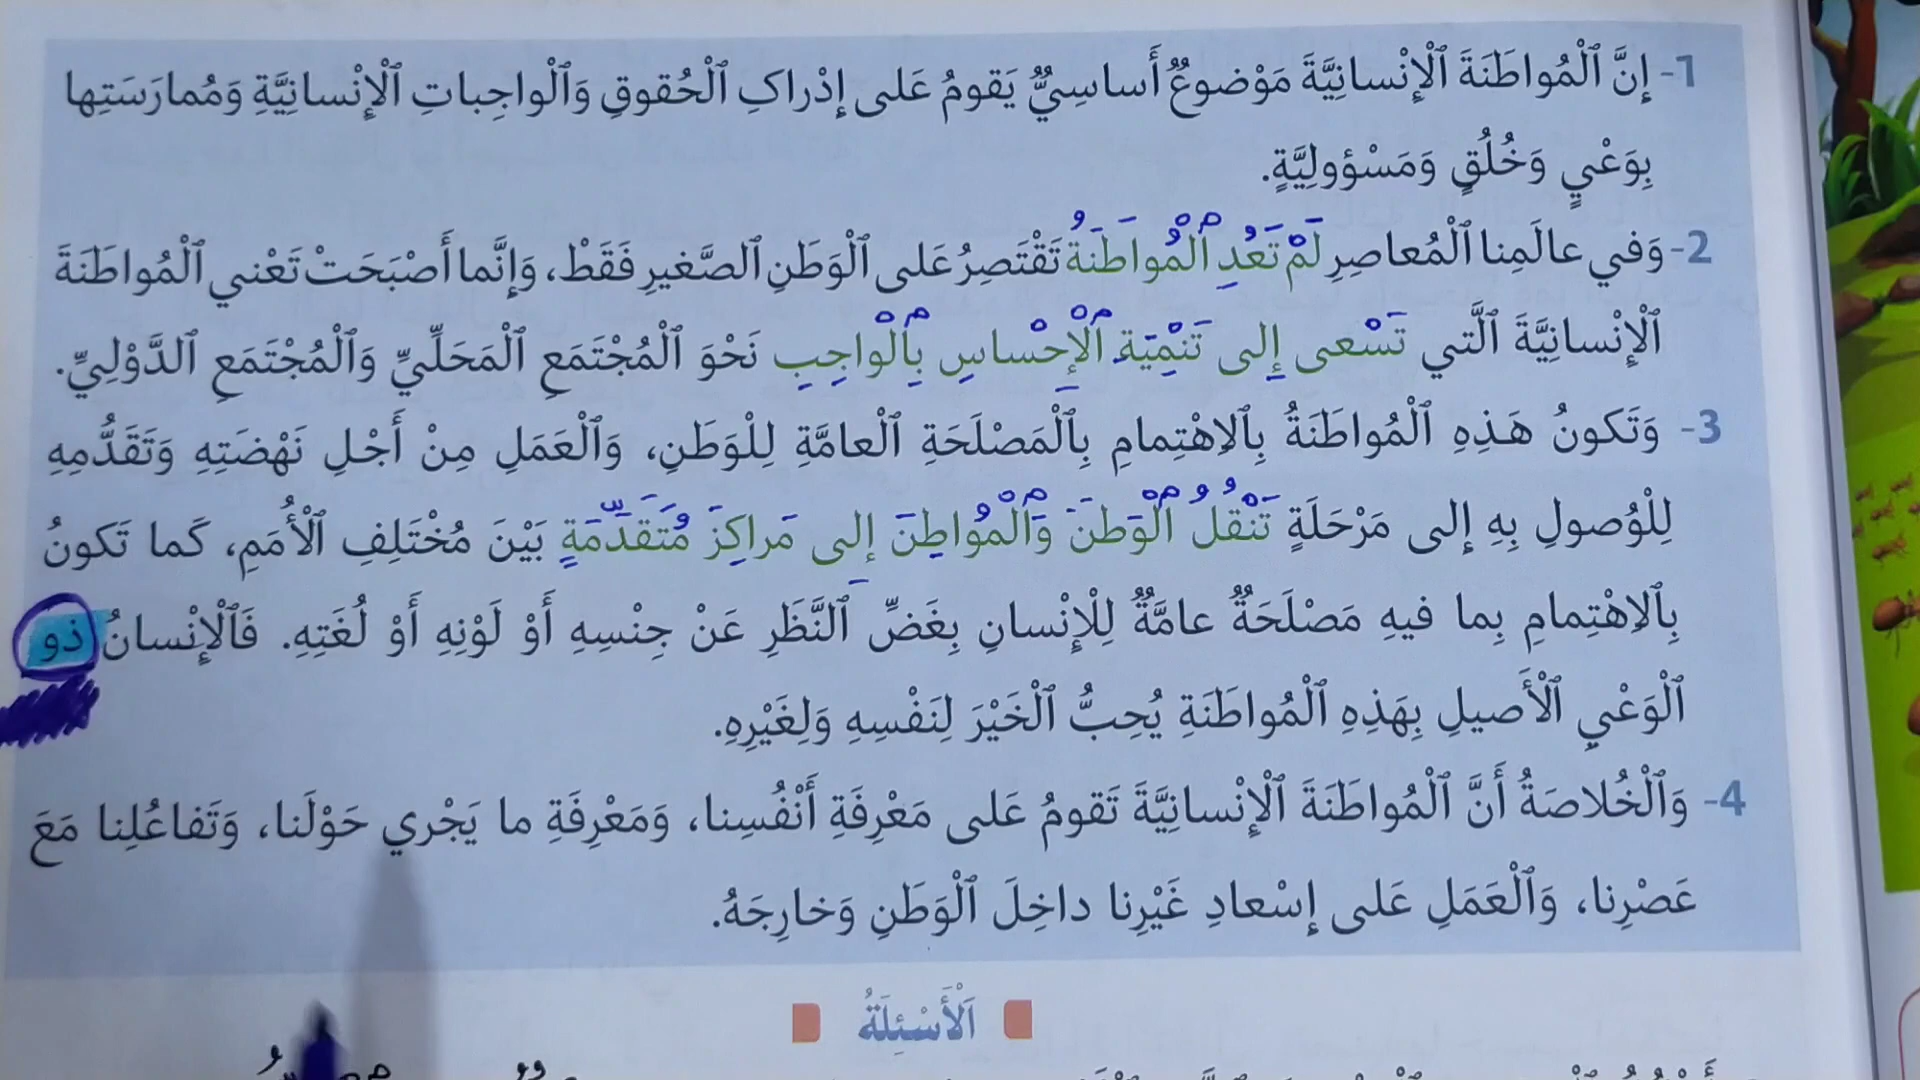 1- إِنَّ ٱلْمُواطَنَةَ ٱلْإِنْسانِيَّةَ مَوْضوعٌ أَساسِيٌّ يَقومُ عَلى إِدْراكِ ٱلْحُقوقِ وَٱلْواجِباتِ ٱلْإِنْسانِيَّةِ وَمُمارَسَتِها
بِوَعْيٍ وَخُلُقٍ وَمَسْؤولِيَّةٍ.
2- وَفي عالَمِنا ٱلْمُعاصِرِ لَمْ تَعُدِ ٱلْمُواطَنَةُ تَقْتَصِرُ عَلى ٱلْوَطَنِ ٱلصَّغيرِ فَقَطْ، وَإِنَّما أَصْبَحَتْ تَعْني ٱلْمُواطَنَةَ
ٱلْإِنْسانِيَّةَ ٱلَّتي تَسْعى إِلى تَنْمِيَةِ ٱلْإِحْساسِ بِٱلْواجِبِ نَحْوَ ٱلْمُجْتَمَعِ ٱلْمَحَلِّيِّ وَٱلْمُجْتَمَعِ ٱلدَّوْلِيِّ.
3- وَتَكونُ هَذِهِ ٱلْمُواطَنَةُ بِٱلِاهْتِمامِ بِٱلْمَصْلَحَةِ ٱلْعامَّةِ لِلْوَطَنِ، وَٱلْعَمَلِ مِنْ أَجْلِ نَهْضَتِهِ وَتَقَدُّمِهِ
لِلْوُصولِ بِهِ إِلى مَرْحَلَةٍ تَنْقُلُ ٱلْوَطَنَ وَٱلْمُواطِنَ إِلى مَراكِزَ مُتَقَدِّمَةٍ بَيْنَ مُخْتَلِفِ ٱلْأُمَمِ، كَما تَكونُ
بِٱلِاهْتِمامِ بِما فيهِ مَصْلَحَةٌ عامَّةٌ لِلْإِنْسانِ بِغَضِّ ٱلنَّظَرِ عَنْ جِنْسِهِ أَوْ لَوْنِهِ أَوْ لُغَتِهِ. فَٱلْإِنْسانُ ذو
ٱلْوَعْيِ ٱلْأَصيلِ بِهَذِهِ ٱلْمُواطَنَةِ يُحِبُّ ٱلْخَيْرَ لِنَفْسِهِ وَلِغَيْرِهِ.
4- وَٱلْخُلاصَةُ أَنَّ ٱلْمُواطَنَةَ ٱلْإِنْسانِيَّةَ تَقومُ عَلى مَعْرِفَةِ أَنْفُسِنا، وَمَعْرِفَةِ ما يَجْري حَوْلَنا، وَتَفاعُلِنا مَعَ
عَصْرِنا، وَٱلْعَمَلِ عَلى إِسْعادِ غَيْرِنا داخِلَ ٱلْوَطَنِ وَخارِجَهُ.
اَلْأَسْئِلَةُ